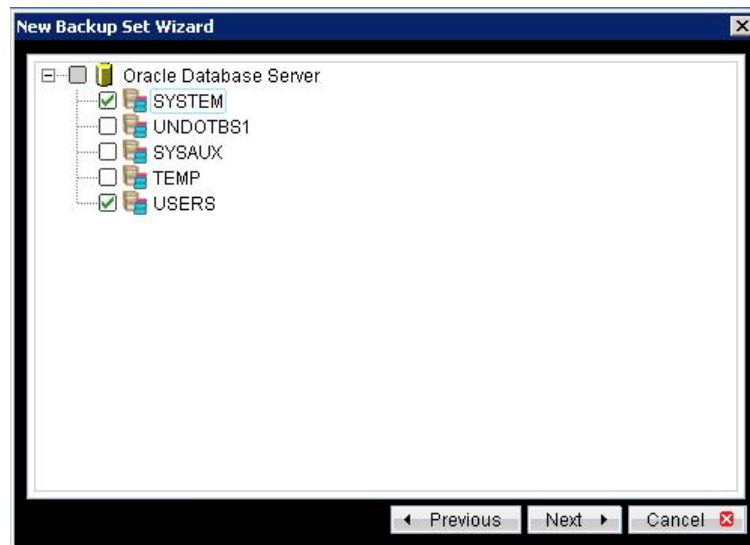 New Backup Set Wizard
Oracle Database Server
SYSTEM
UNDOTBS1
SYSAUX
TEMP
USERS
Previous Next Cancel